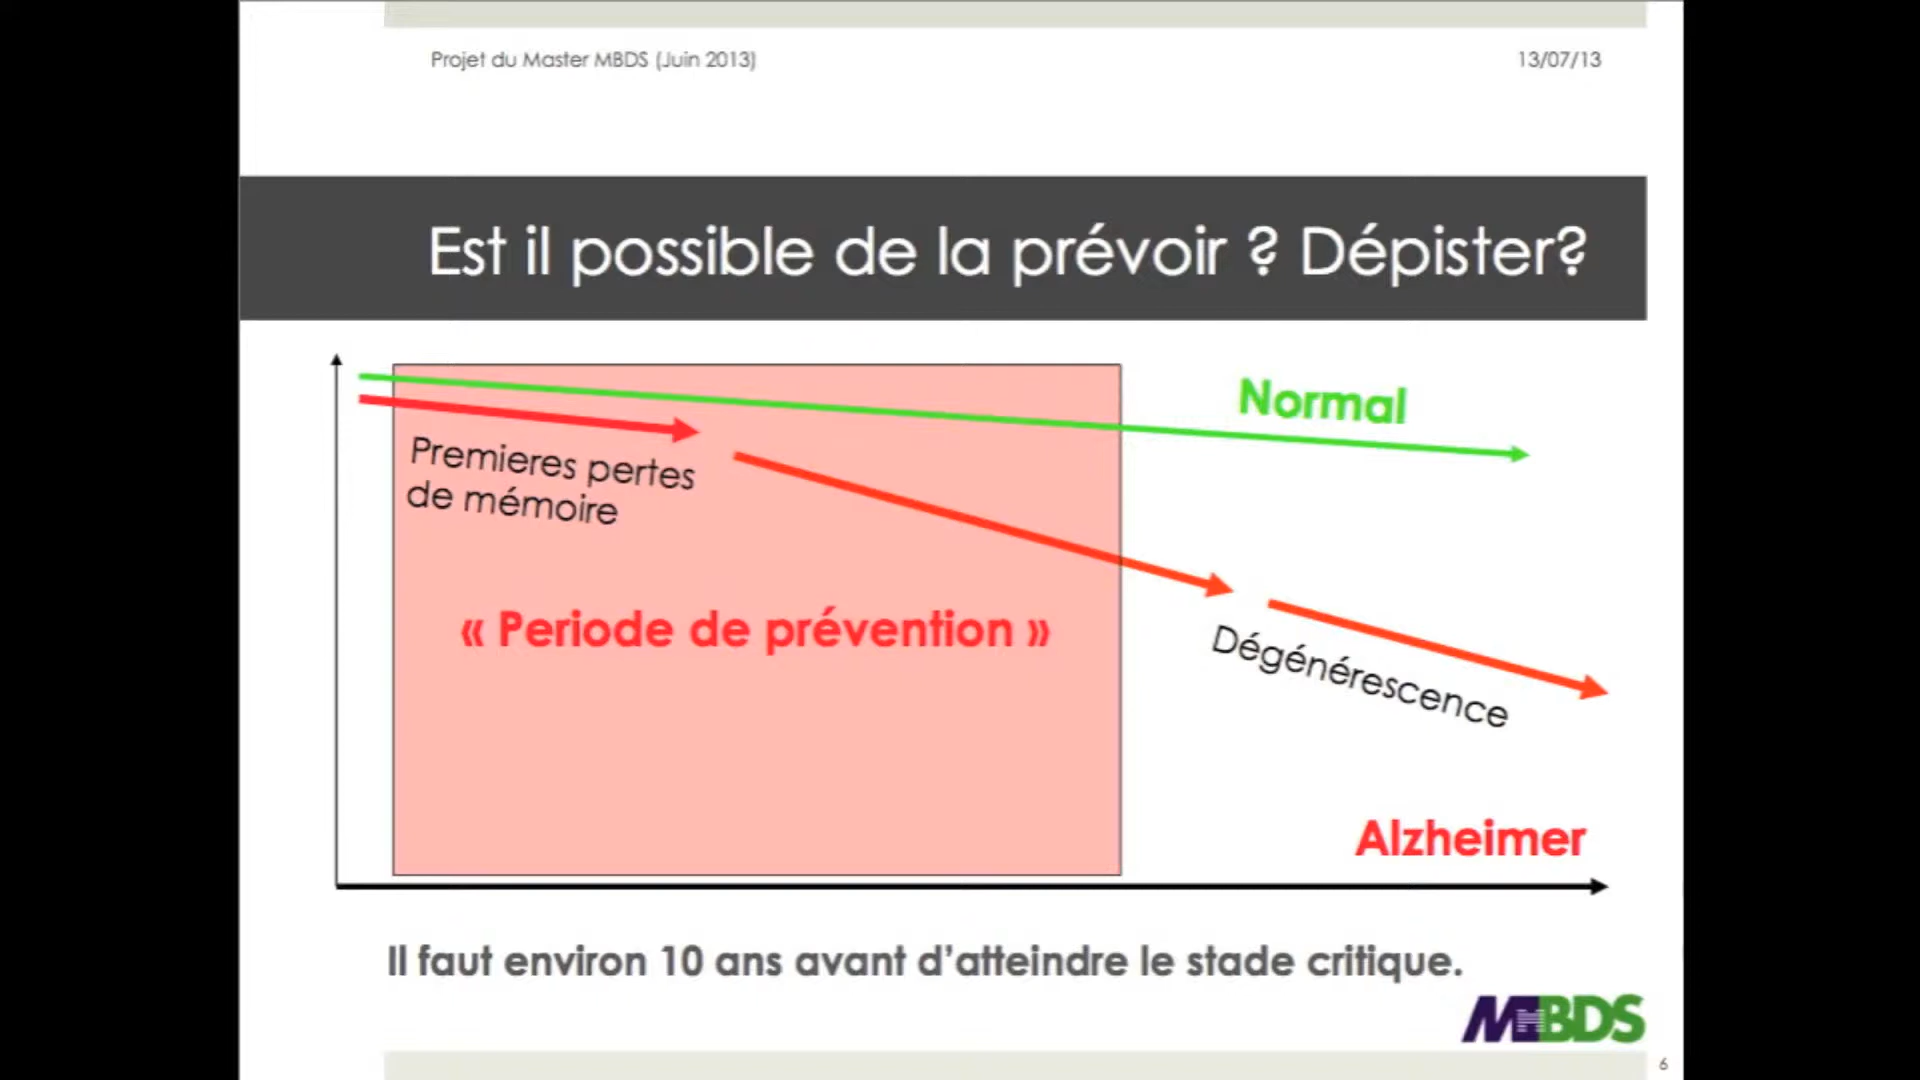 Projet du Master MBDS (Juin 2013)
13/07/13
Est il possible de la prévoir ? Dépister?
Normal
Premieres pertes
de mémoire
« Periode de prévention »
Dégénérescence
Alzheimer
Il faut environ 10 ans avant d'atteindre le stade critique.
MBDS
6